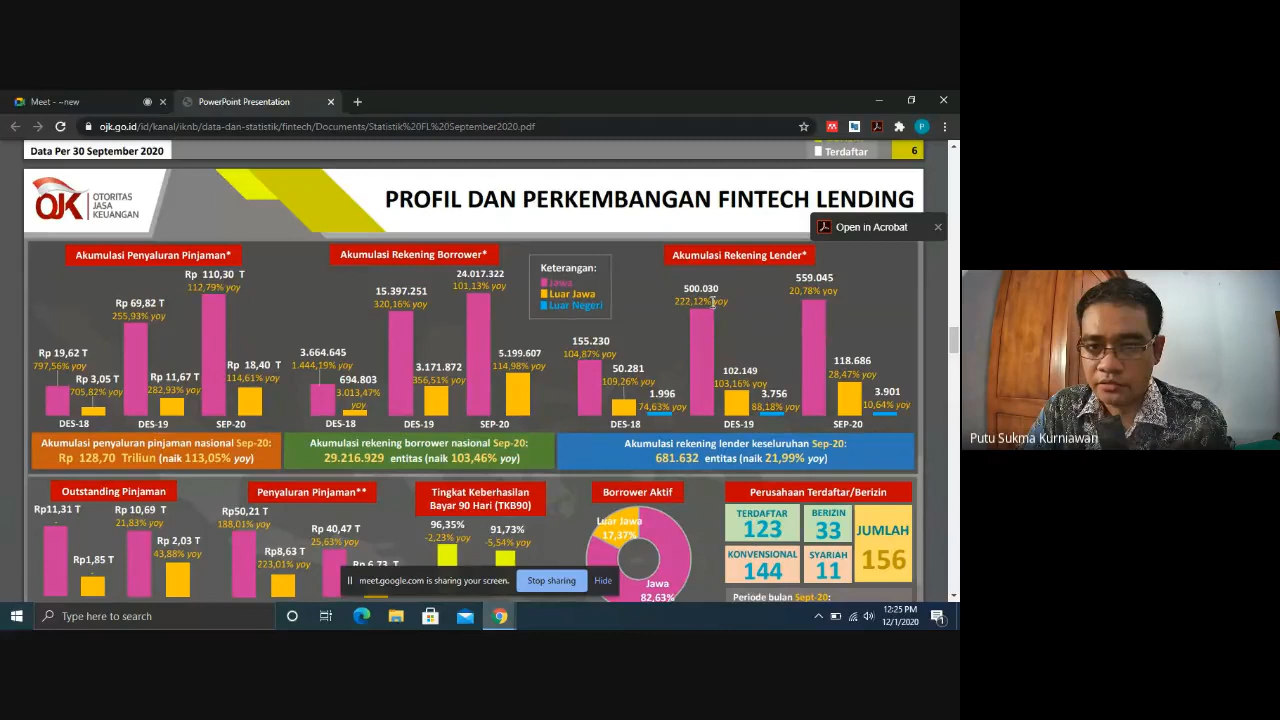 Meet - ~new
PowerPoint Presentation
ojk.go.id/id/kanal/iknb/data-dan-statistik/fintech/Documents/Statistik%20FL%20September2020.pdf
Data Per 30 September 2020
Terdaftar
6
OJK
OTORITAS
JASA
KEUANGAN
PROFIL DAN PERKEMBANGAN FINTECH LENDING
Open in Acrobat
Akumulasi Penyaluran Pinjaman*
Rp 19,62 T
797,56% yoy
Rp 3,05 T
705,82% yoy
Rp 69,82 T
255,93% yoy
Rp 11,67 T
282,93% yoy
Rp 110,30 T
112,79% yoy
Rp 18,40 T
114,61% yoy
DES-18
DES-19
SEP-20
Akumulasi penyaluran pinjaman nasional Sep-20:
Rp 128,70 Triliun (naik 113,05% yoy)
Akumulasi Rekening Borrower*
3.664.645
1.444,19% yoy
694.803
3.013,47%
yoy
15.397.251
320,16% yoy
3.171.872
356,51% yoy
24.017.322
101,13% yoy
5.199.607
114,98% yoy
DES-18
DES-19
SEP-20
Akumulasi rekening borrower nasional Sep-20:
29.216.929 entitas (naik 103,46% yoy)
Keterangan:
Jawa
Luar Jawa
Luar Negeri
Akumulasi Rekening Lender*
155.230
104,87% yoy
50.281
109,26% yoy
1.996
74,63% yoy
500.030
222,12% yoy
102.149
103,16% yoy
3.756
88,18% yoy
559.045
20,78% yoy
118.686
28,47% yoy
3.901
10,64% yoy
DES-18
DES-19
SEP-20
Akumulasi rekening lender keseluruhan Sep-20:
681.632 entitas (naik 21,99% yoy)
Outstanding Pinjaman
Rp11,31 T
-
Rp1,85 T
-
Rp 10,69 T
21,83% yoy
Rp 2,03 T
43,88% yoy
Penyaluran Pinjaman**
Rp50,21 T
188,01% yoy
Rp8,63 T
223,01% yoy
Rp 40,47 T
25,63% yoy
Rp 6,73 T
Tingkat Keberhasilan
Bayar 90 Hari (TKB90)
96,35%
-2,23% yoy
91,73%
-5,54% yoy
Borrower Aktif
Luar Jawa
17,37%
Jawa
82,63%
Perusahaan Terdaftar/Berizin
TERDAFTAR
123
BERIZIN
33
KONVENSIONAL
144
SYARIAH
11
JUMLAH
156
Periode bulan Sept-20:
meet.google.com is sharing your screen.
Stop sharing
Hide
Type here to search
12:25 PM
12/1/2020
1
Putu Sukma Kurniawan